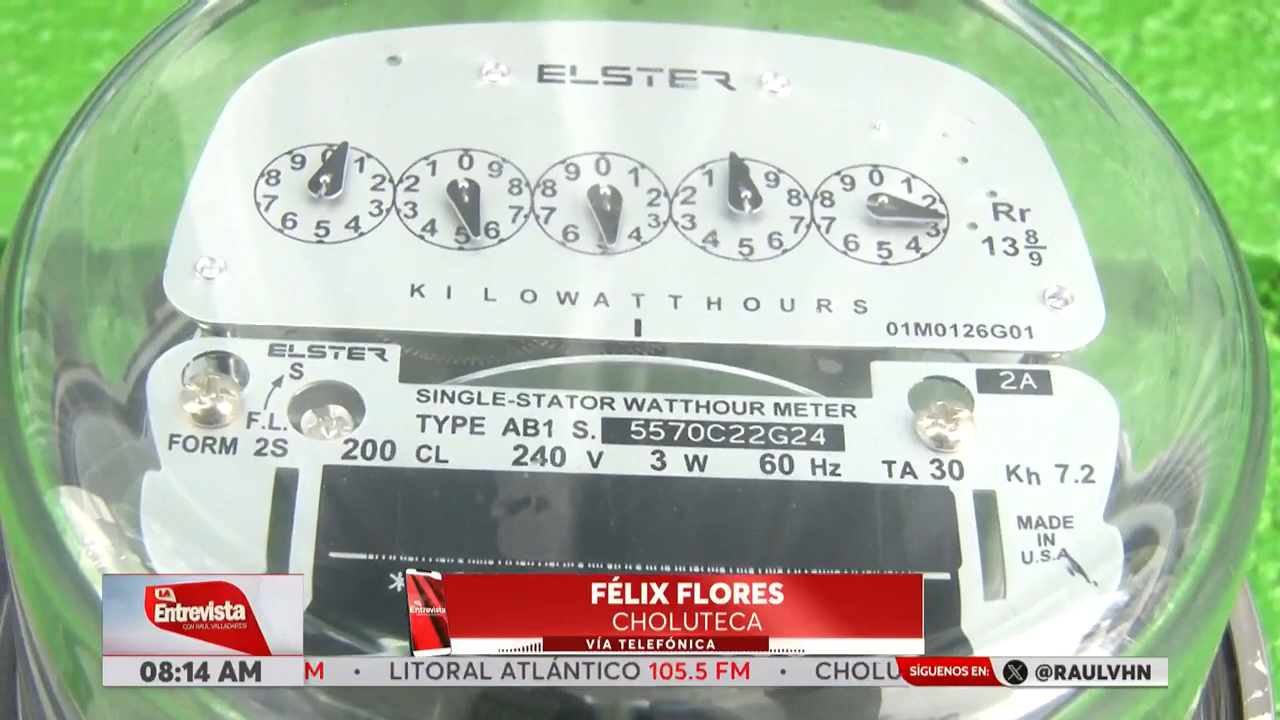 ELSTER
9 0 1 2 3 4 5 6 7 8
1 0 9 8 7 6 5 4 3 2
9 0 1 2 3 6 7 8
1 9 8 7 6 5 4 3 2
9 0 1 2 3 4 5 6 7 8
Rr
13 8/9
KILOWATTHOURS
01M0126G01
ELSTER
S
F.L.
FORM 2S
2A
SINGLE-STATOR WATTHOUR METER
TYPE AB1 S. 5570C22G24
200 CL 240 V 3 W 60 Hz TA 30 Kh 7.2
MADE
IN
U.S.A
LA
Entrevista
CON RAÚL VALLADARES
Entrevista
FÉLIX FLORES
CHOLUTECA
VÍA TELEFÓNICA
08:14 AM
M • LITORAL ATLÁNTICO 105.5 FM • CHOLU
SÍGUENOS EN: X @RAULVHN